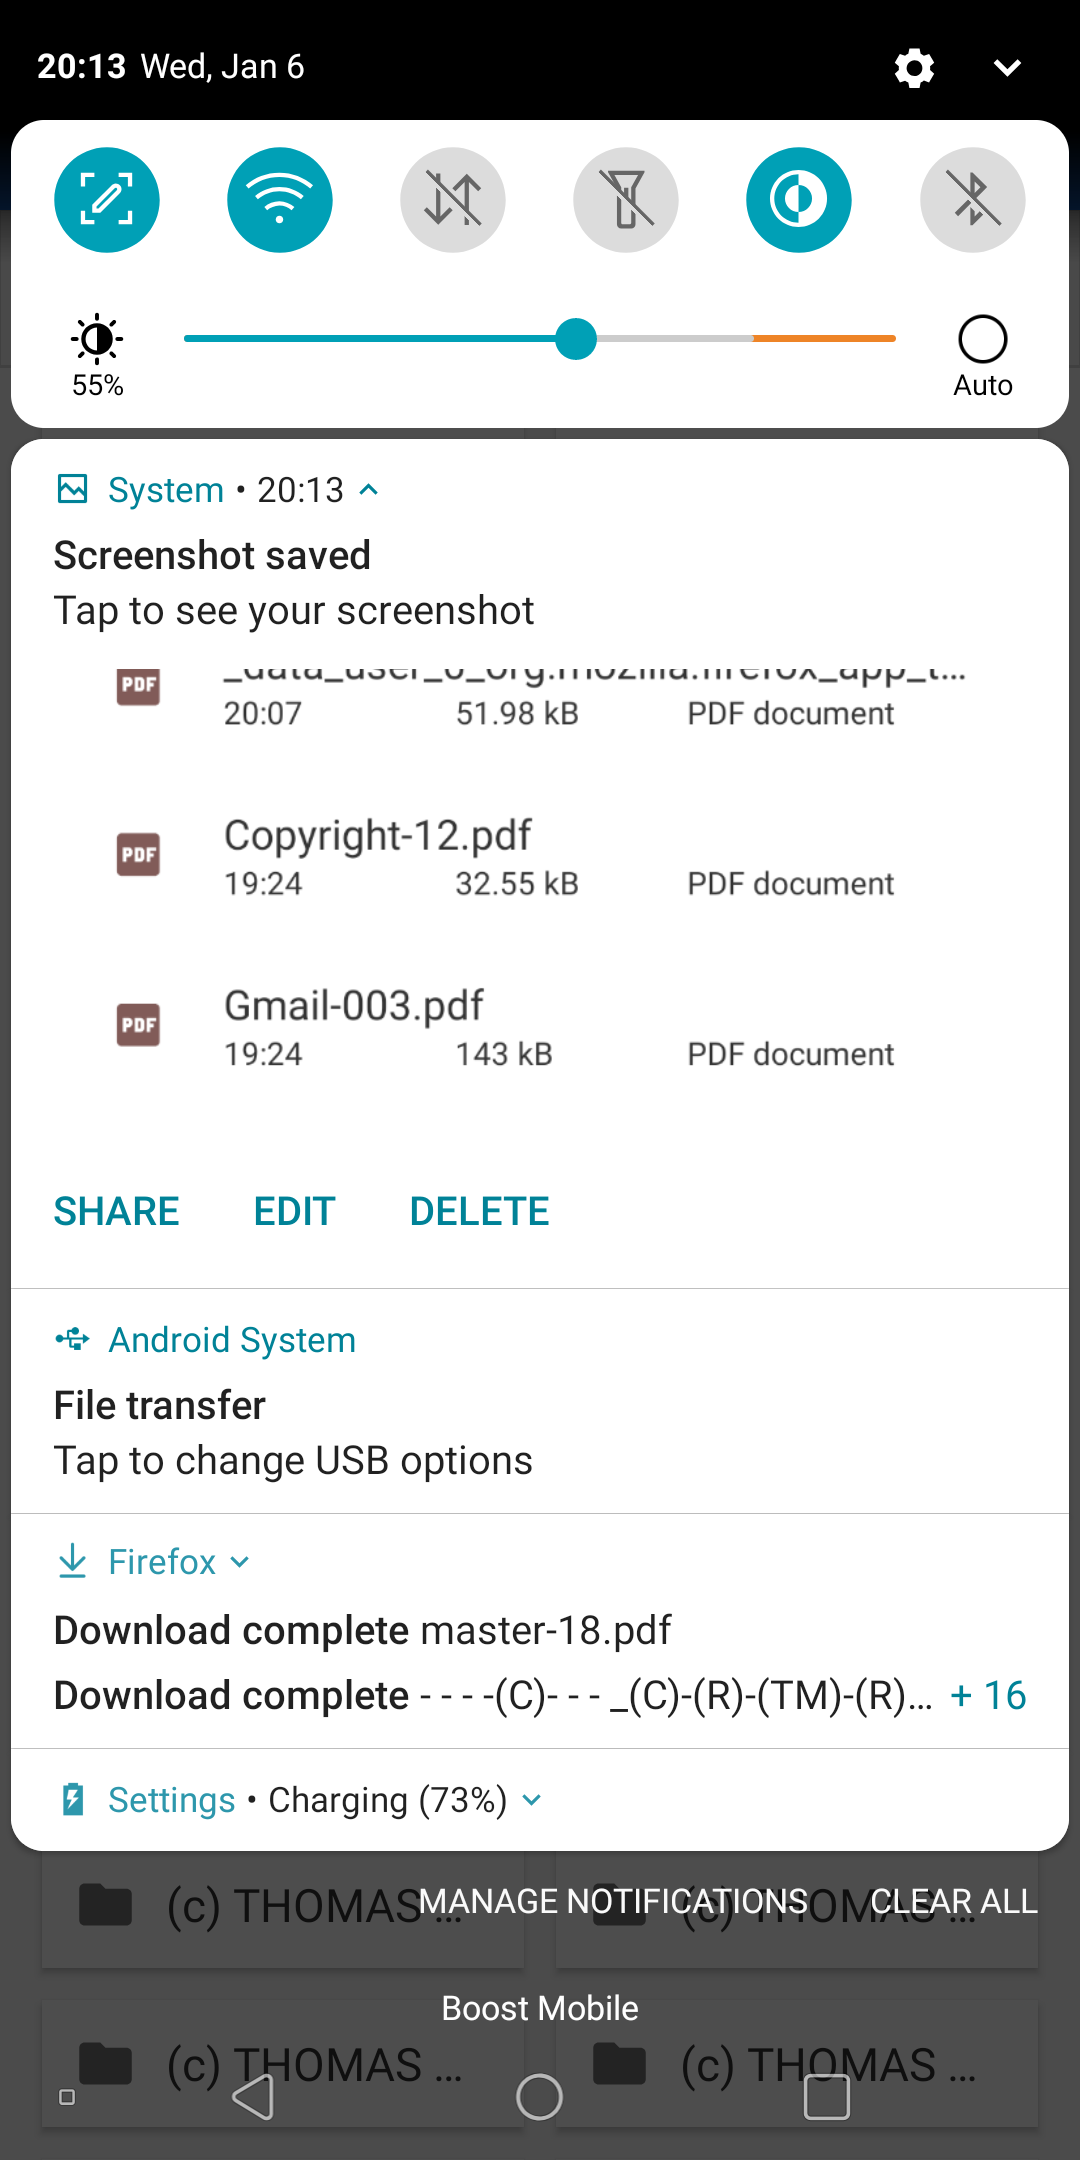 20:13 Wed, Jan 6
55%
Auto
System • 20:13
Screenshot saved
Tap to see your screenshot
PDF
_data_user_0_org.mozilla.firefox_app_t...
20:07 51.98 kB PDF document
PDF
Copyright-12.pdf
19:24 32.55 kB PDF document
PDF
Gmail-003.pdf
19:24 143 kB PDF document
SHARE EDIT DELETE
Android System
File transfer
Tap to change USB options
Firefox
Download complete master-18.pdf
Download complete - - - -(C)- - - _(C)-(R)-(TM)-(R)... + 16
Settings • Charging (73%)
(c) THOMAS ... (c) THOMAS ...
MANAGE NOTIFICATIONS CLEAR ALL
Boost Mobile
(c) THOMAS ... (c) THOMAS ...